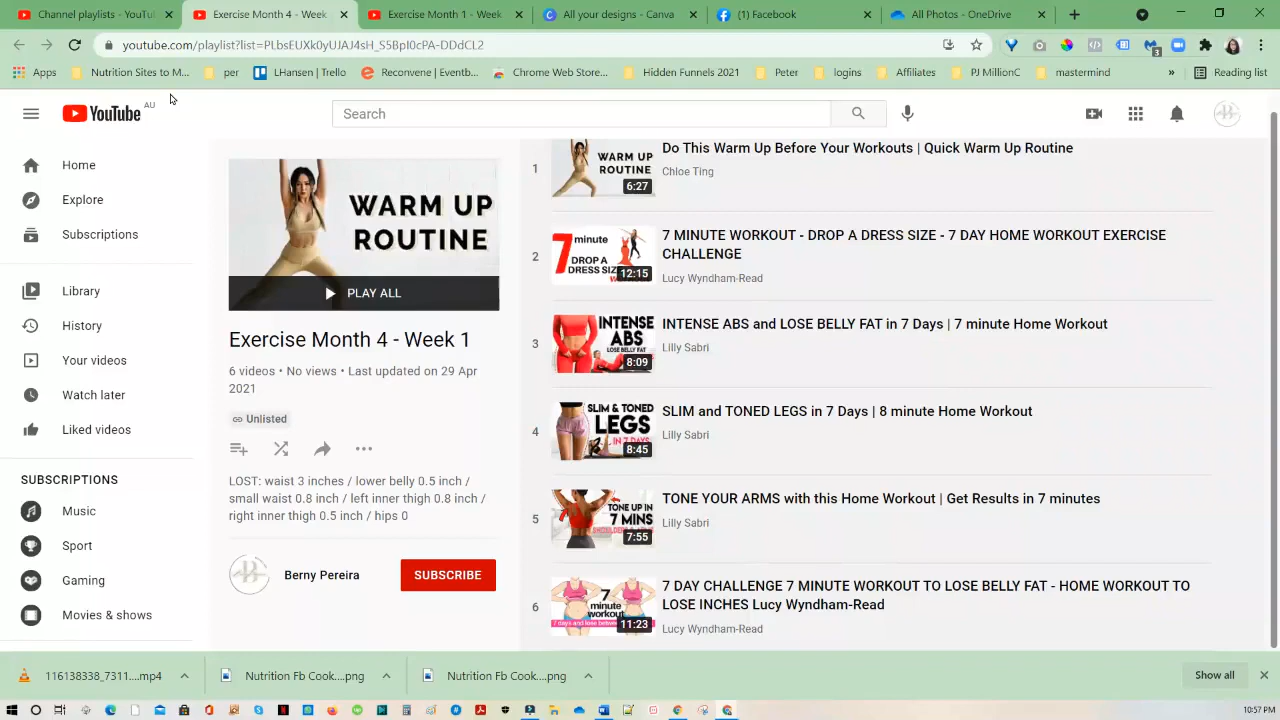 Channel playlists - YouTu
Exercise Month 4 - Week
Exercise Month 1 - Week
All your designs - Canva
(1) Facebook
All Photos - OneDrive
youtube.com/playlist?list=PLbsEUXk0yUJAJ4sH_S5BpI0cPA-DDdCL2
3
Apps
Nutrition Sites to M...
per
LHansen | Trello
Reconvene | Eventb...
Chrome Web Store...
Hidden Funnels 2021
Peter
logins
Affiliates
PJ MillionC
mastermind
»
Reading list
YouTube AU
Search
Home
Explore
Subscriptions
Library
History
Your videos
Watch later
Liked videos
SUBSCRIPTIONS
Music
Sport
Gaming
Movies & shows
WARM UP
ROUTINE
PLAY ALL
Exercise Month 4 - Week 1
6 videos • No views • Last updated on 29 Apr
2021
Unlisted
LOST: waist 3 inches / lower belly 0.5 inch /
small waist 0.8 inch / left inner thigh 0.8 inch /
right inner thigh 0.5 inch / hips 0
Berny Pereira
SUBSCRIBE
1
WARM UP
ROUTINE
6:27
Do This Warm Up Before Your Workouts | Quick Warm Up Routine
Chloe Ting
2
7 minute
DROP A
DRESS SIZ
12:15
7 MINUTE WORKOUT - DROP A DRESS SIZE - 7 DAY HOME WORKOUT EXERCISE
CHALLENGE
Lucy Wyndham-Read
3
INTENSE
ABS
LOSE BELLY FAT
8:09
INTENSE ABS and LOSE BELLY FAT in 7 Days | 7 minute Home Workout
Lilly Sabri
4
SLIM & TONED
LEGS
IN 7 DAYS
8:45
SLIM and TONED LEGS in 7 Days | 8 minute Home Workout
Lilly Sabri
5
TONE UP
IN 7 MINS
7:55
TONE YOUR ARMS with this Home Workout | Get Results in 7 minutes
Lilly Sabri
6
7
minute
workout
11:23
7 DAY CHALLENGE 7 MINUTE WORKOUT TO LOSE BELLY FAT - HOME WORKOUT TO
LOSE INCHES Lucy Wyndham-Read
Lucy Wyndham-Read
116138338_7311....mp4
Nutrition Fb Cook....png
Nutrition Fb Cook....png
Show all
10:57 PM